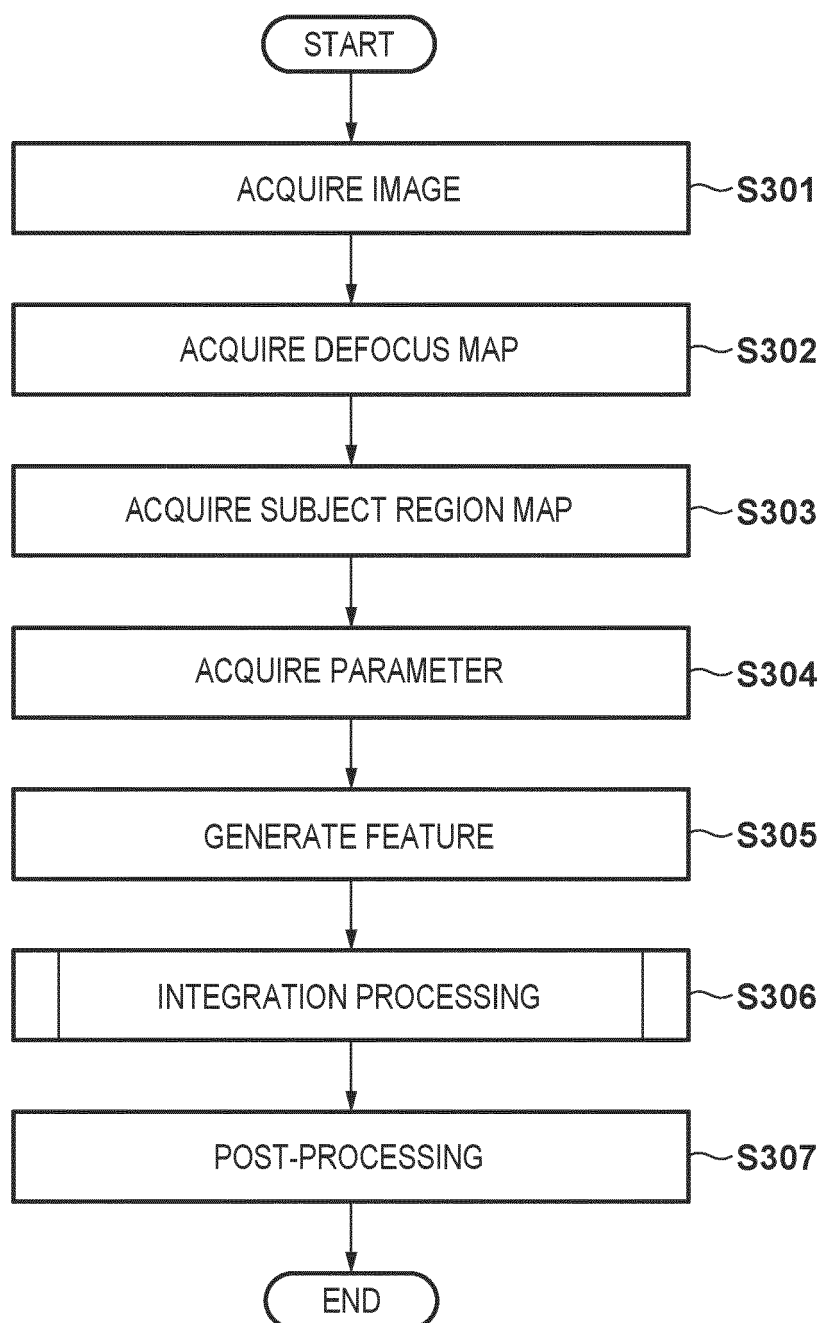 START
ACQUIRE IMAGE
S301
ACQUIRE DEFOCUS MAP
S302
ACQUIRE SUBJECT REGION MAP
S303
ACQUIRE PARAMETER
S304
GENERATE FEATURE
S305
INTEGRATION PROCESSING
S306
POST-PROCESSING
S307
END